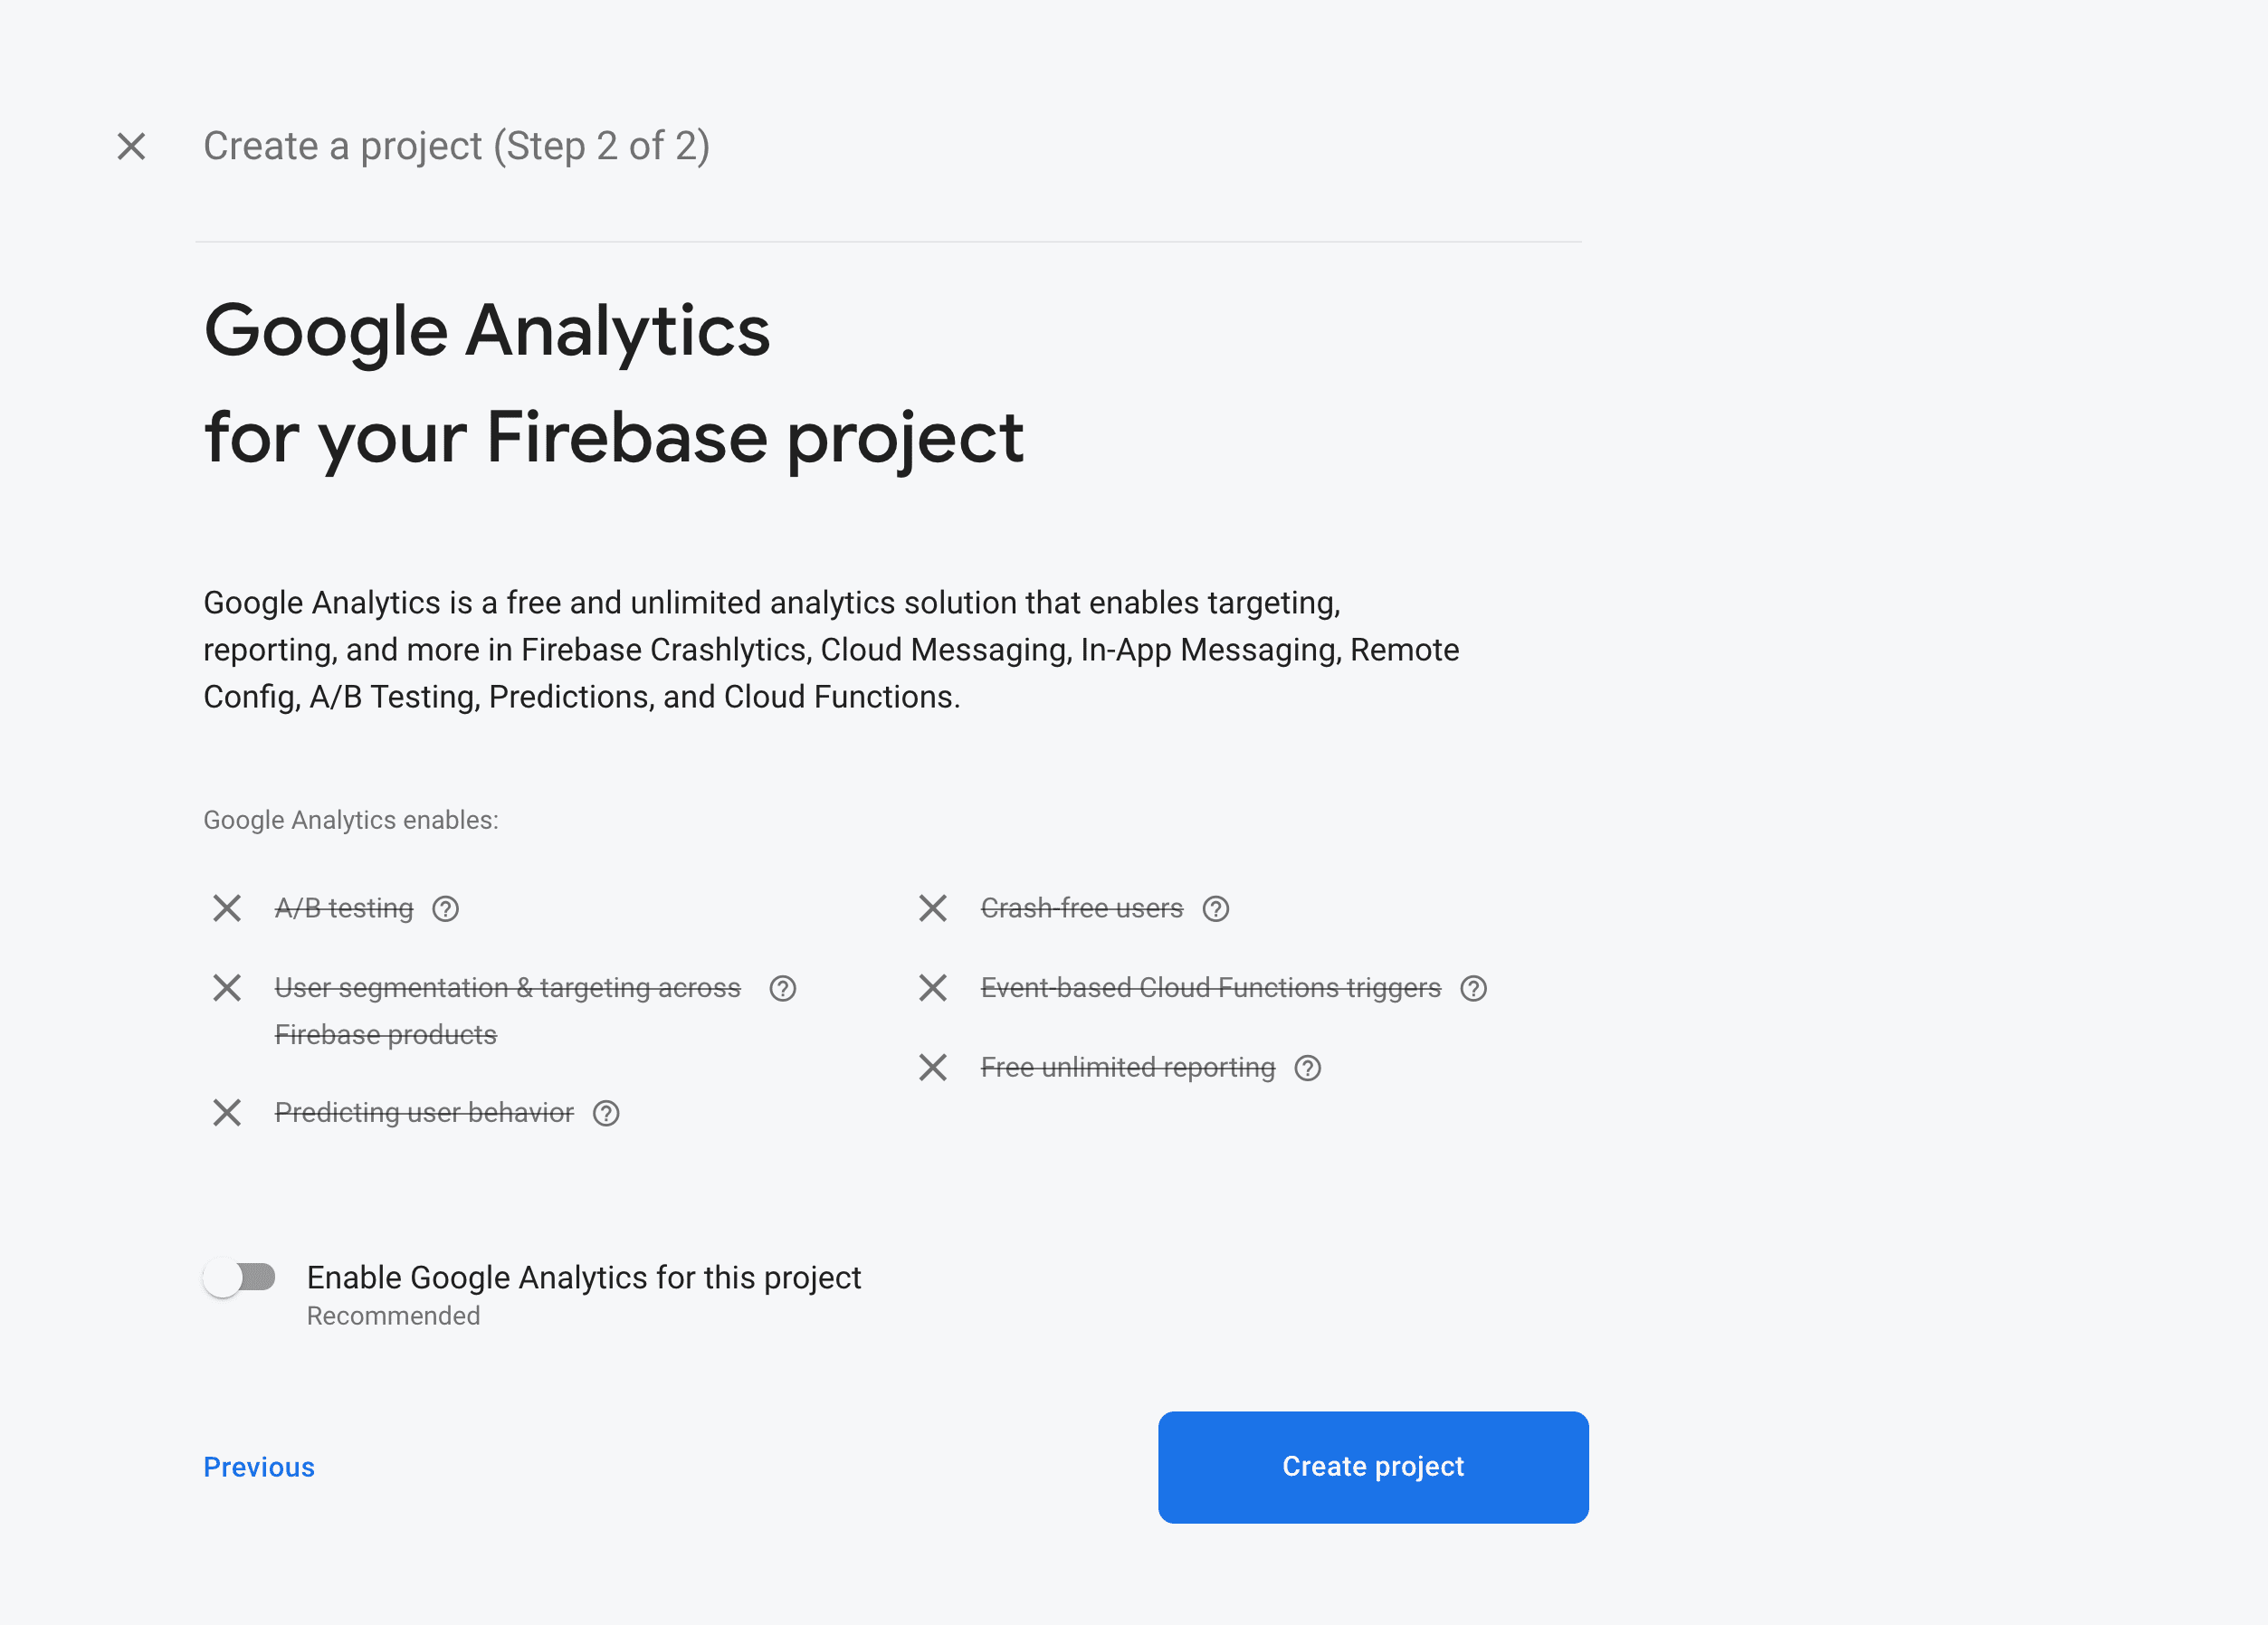 Create a project (Step 2 of 2)
Google Analytics
for your Firebase project
Google Analytics is a free and unlimited analytics solution that enables targeting,
reporting, and more in Firebase Crashlytics, Cloud Messaging, In-App Messaging, Remote
Config, A/B Testing, Predictions, and Cloud Functions.
Google Analytics enables:
A/B testing
User segmentation & targeting across
Firebase products
Predicting user behavior
Crash-free users
Event-based Cloud Functions triggers
Free unlimited reporting
Enable Google Analytics for this project
Recommended
Previous
Create project